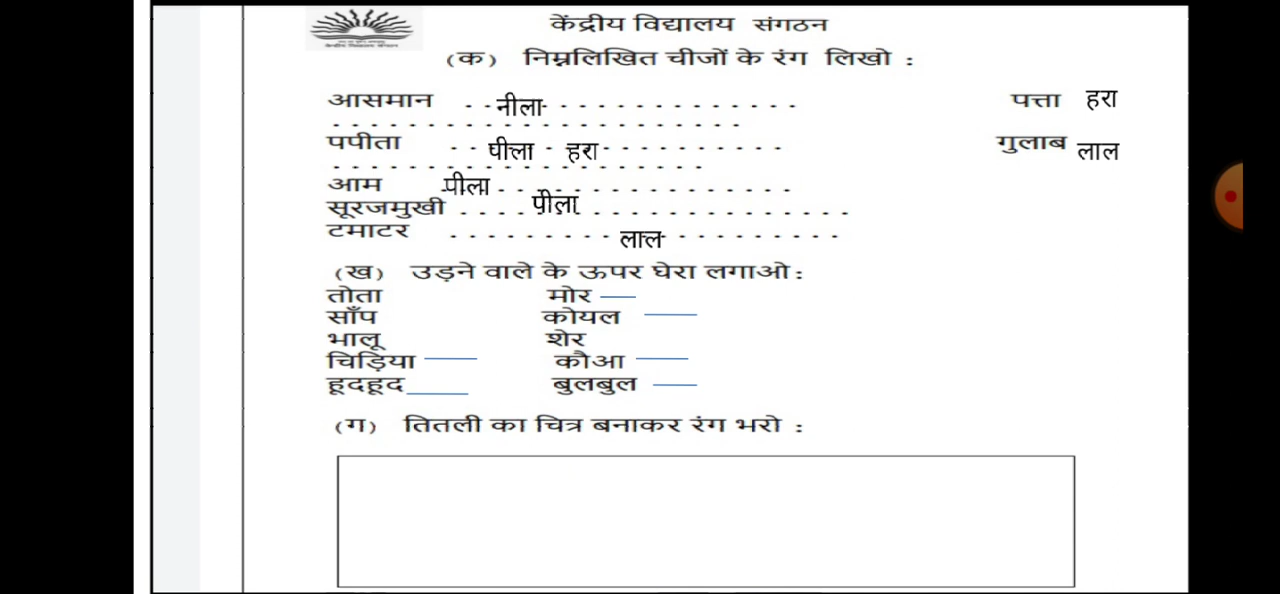 केंद्रीय विद्यालय संगठन
(क) निम्नलिखित चीजों के रंग लिखो :
आसमान . . नीला . . . . . . . . . . . . . पत्ता हरा
. . . . . . . . . . . . . . . . . . . . . .
पपीता . . पीला . हरा . . . . . . . . . . गुलाब लाल
. . . . . . . . . . . . . . . . . . . .
आम पीला . . . . . . . . . . . . . . . .
सूरजमुखी . . . . पीला . . . . . . . . . . . . . .
टमाटर . . . . . . . . . लाल . . . . . . . . .
(ख) उड़ने वाले के ऊपर घेरा लगाओ :
तोता मोर
साँप कोयल
भालू शेर
चिड़िया कौआ
हूदहूद बुलबुल
(ग) तितली का चित्र बनाकर रंग भरो :